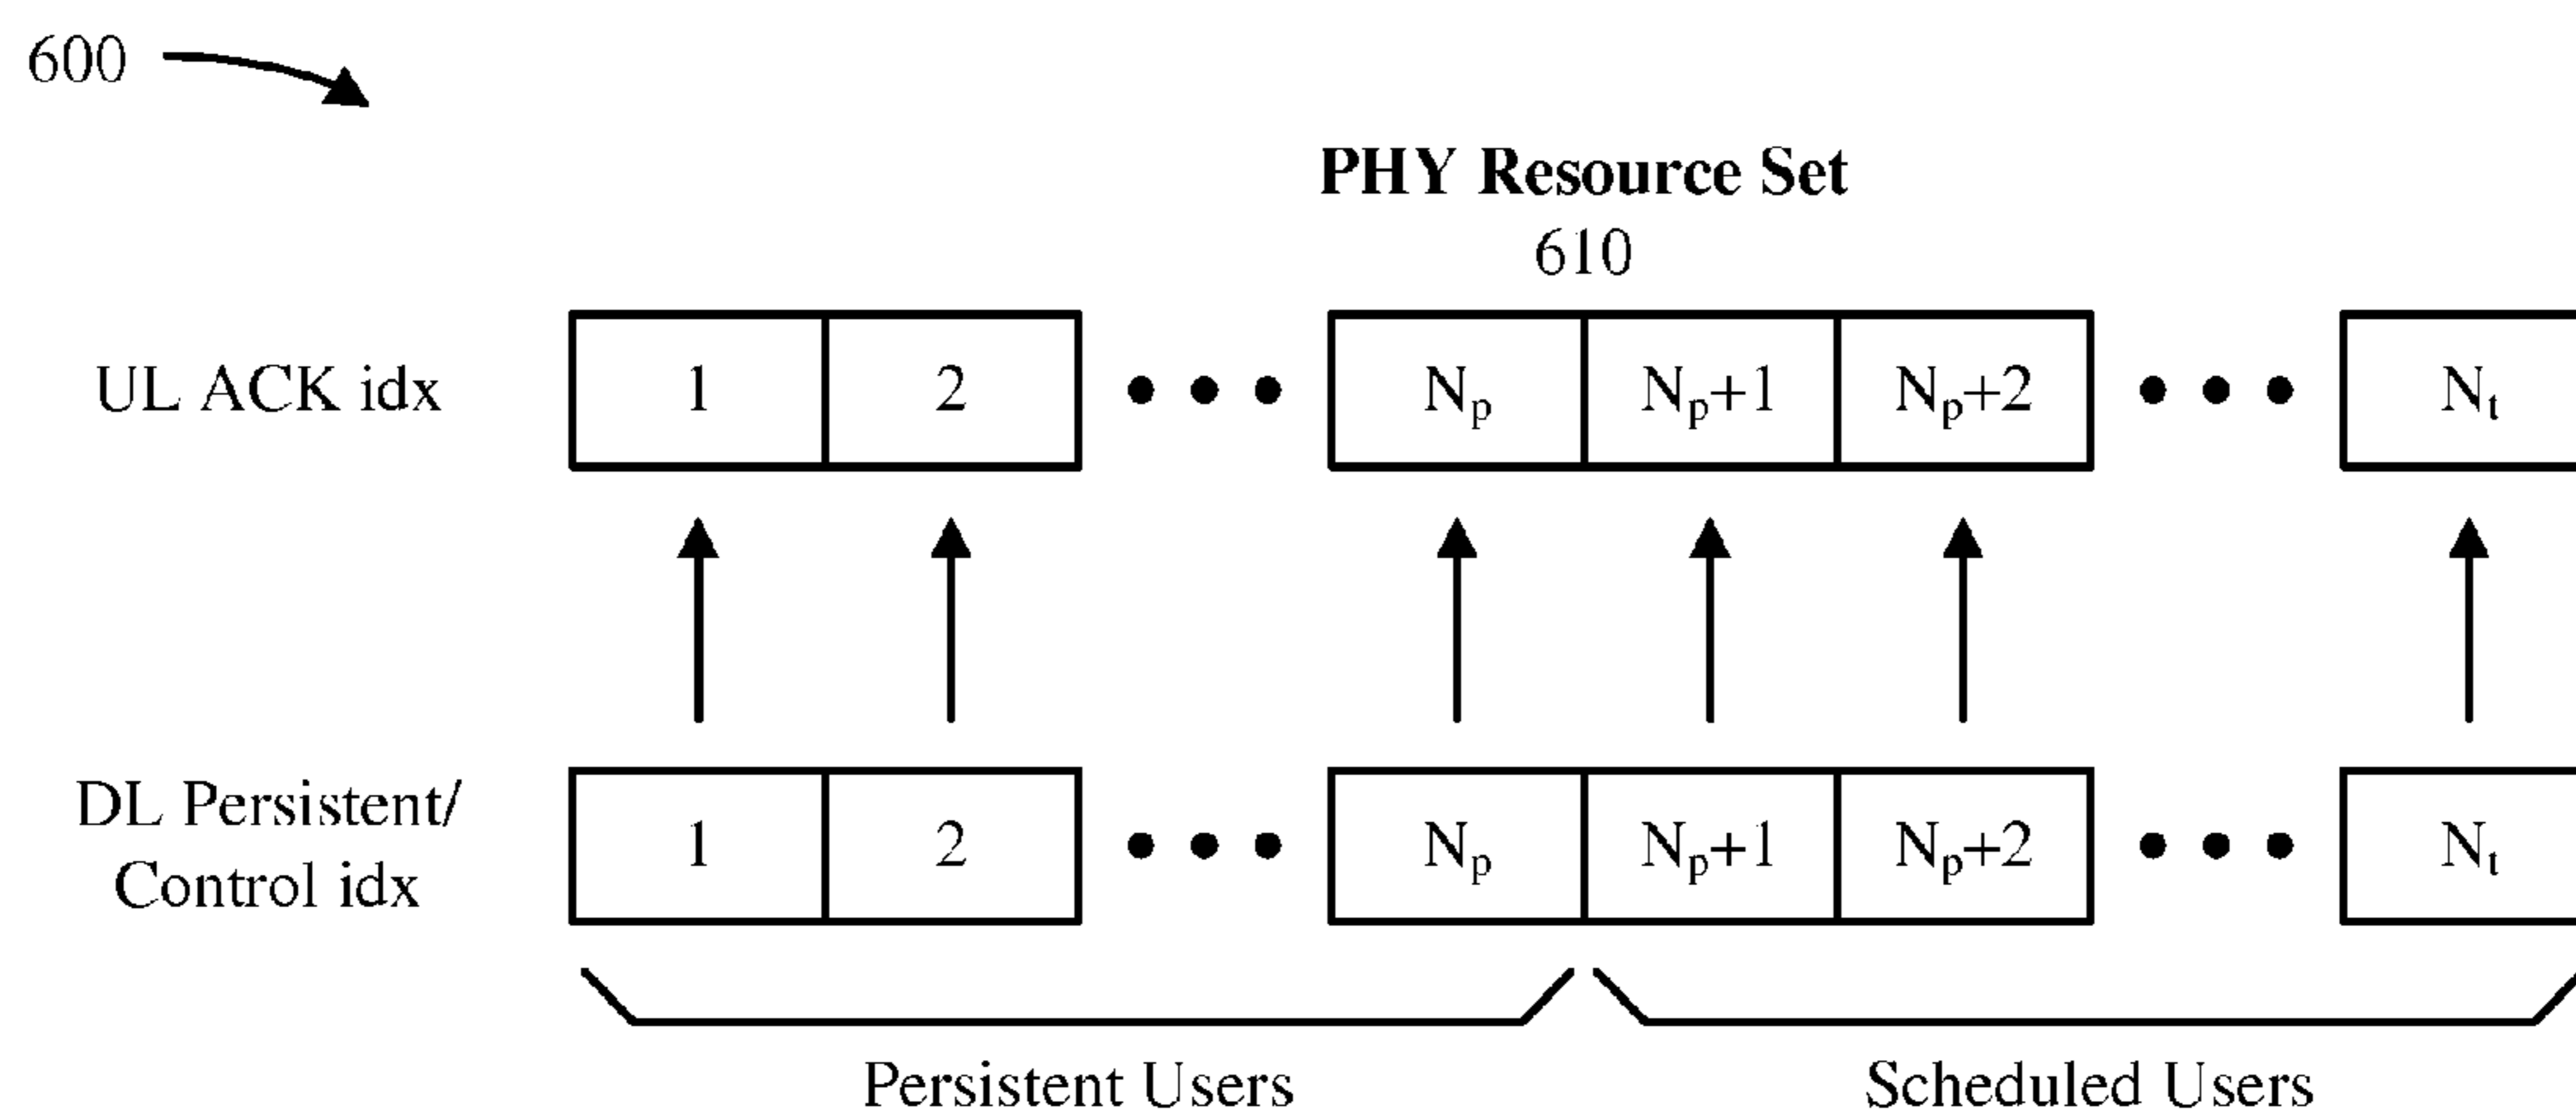 600
PHY Resource Set
610
UL ACK idx 1 2 • • • Nₚ Nₚ+1 Nₚ+2 • • • Nₜ
DL Persistent/
Control idx 1 2 • • • Nₚ Nₚ+1 Nₚ+2 • • • Nₜ
Persistent Users Scheduled Users